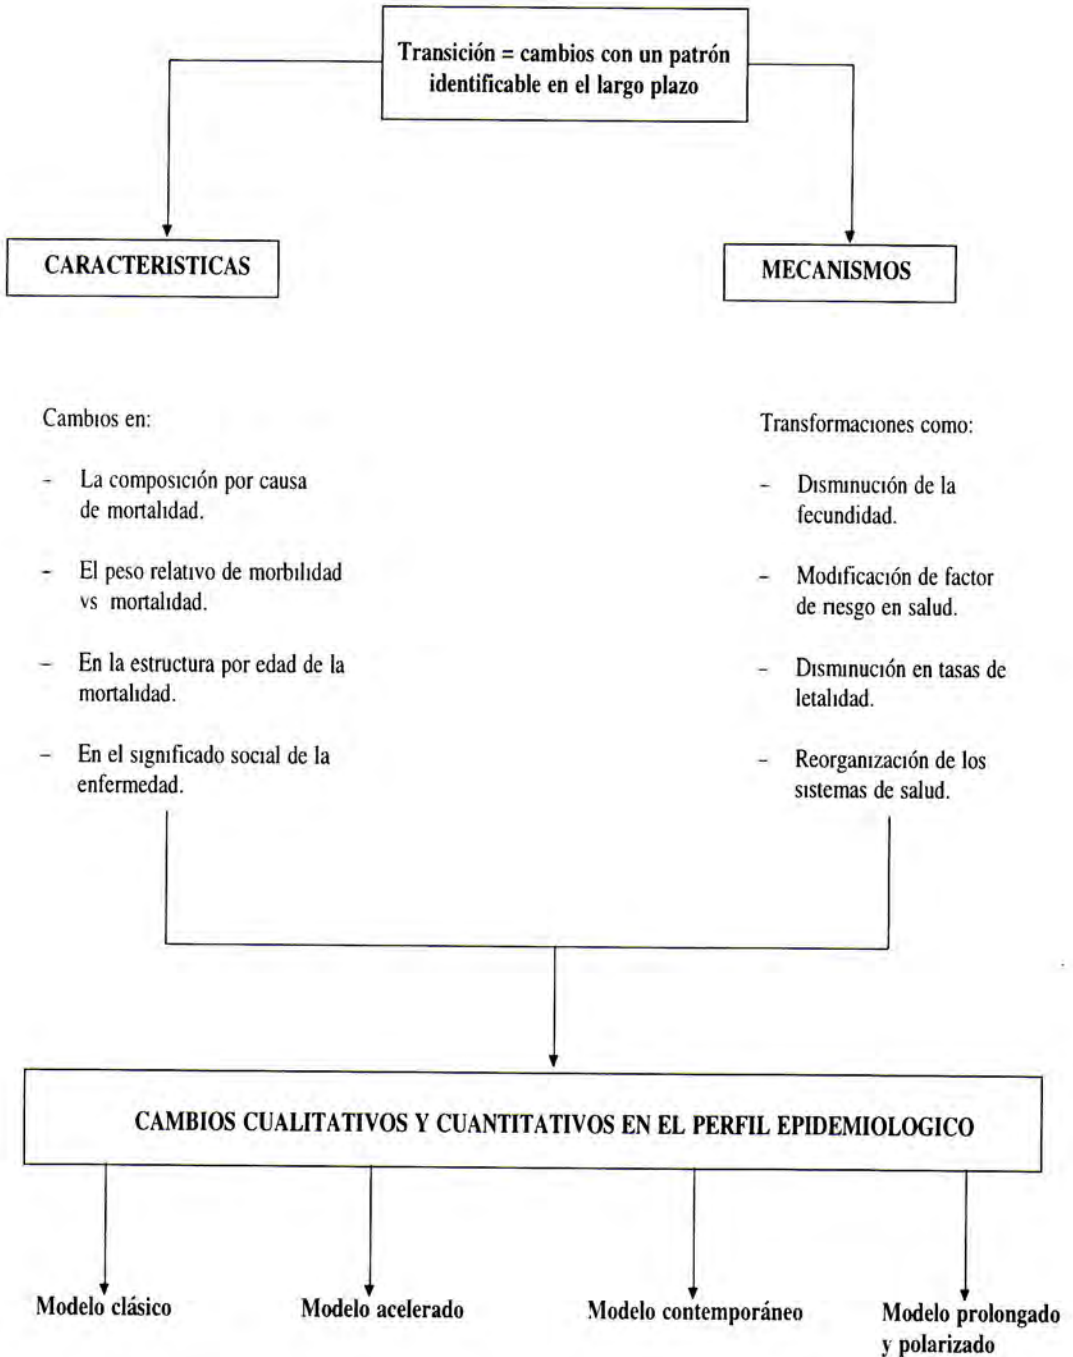 Transición = cambios con un patrón
identificable en el largo plazo
CARACTERISTICAS
MECANISMOS
Cambios en:
- La composición por causa
de mortalidad.
- El peso relativo de morbilidad
vs mortalidad.
- En la estructura por edad de la
mortalidad.
- En el significado social de la
enfermedad.
Transformaciones como:
- Disminución de la
fecundidad.
- Modificación de factor
de riesgo en salud.
- Disminución en tasas de
letalidad.
- Reorganización de los
sistemas de salud.
CAMBIOS CUALITATIVOS Y CUANTITATIVOS EN EL PERFIL EPIDEMIOLOGICO
Modelo clásico
Modelo acelerado
Modelo contemporáneo
Modelo prolongado
y polarizado